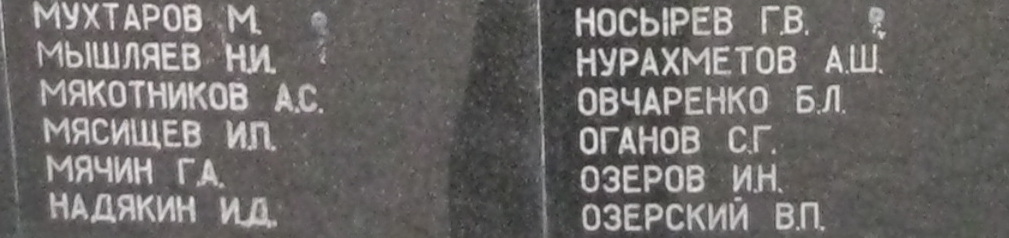 МУХТАРОВ М.
МЫШЛЯЕВ Н.И.
МЯКОТНИКОВ А.С.
МЯСИЩЕВ И.П.
МЯЧИН Г.А.
НАДЯКИН И.Д.
НОСЫРЕВ Г.В.
НУРАХМЕТОВ А.Ш.
ОВЧАРЕНКО Б.Л.
ОГАНОВ С.Г.
ОЗЕРОВ И.Н.
ОЗЕРСКИЙ В.П.